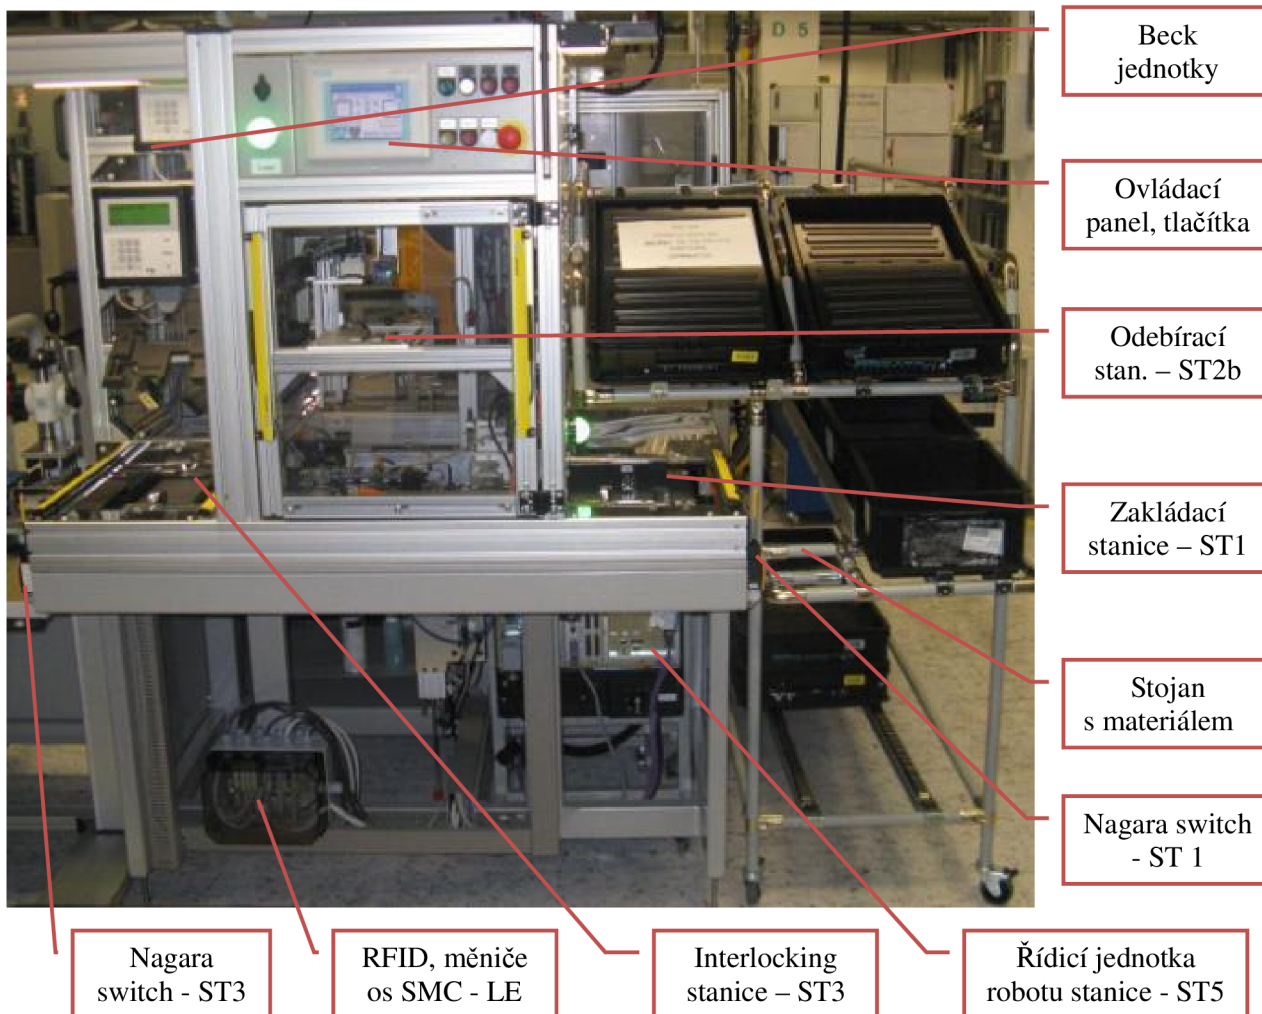 D 5
Beck
jednotky
Ovládací
panel, tlačítka
Odebírací
stan. – ST2b
Zakládací
stanice – ST1
Stojan
s materiálem
Nagara switch
- ST 1
Nagara
switch - ST3
RFID, měniče
os SMC - LE
Interlocking
stanice – ST3
Řídicí jednotka
robotu stanice - ST5